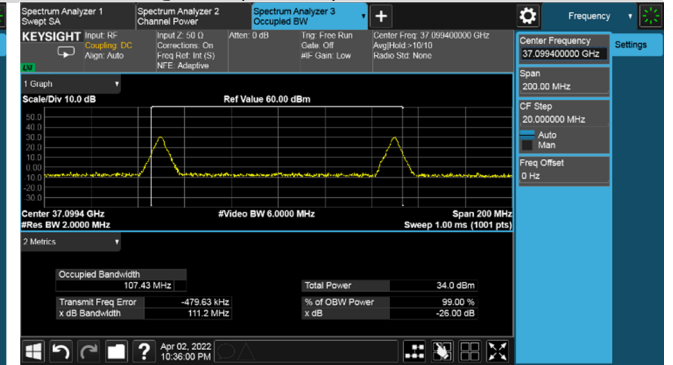 Spectrum Analyzer 1
Swept SA
Spectrum Analyzer 2
Channel Power
Spectrum Analyzer 3
Occupied BW
+
Frequency
KEYSIGHT
Input: RF
Coupling: DC
Align: Auto
Input Z: 50 Ω
Corrections: On
Freq Ref: Int (S)
NFE: Adaptive
Atten: 0 dB
Trig: Free Run
Gate: Off
#IF Gain: Low
Center Freq: 37.099400000 GHz
Avg|Hold:>10/10
Radio Std: None
Center Frequency
37.099400000 GHz
Settings
Span
200.00 MHz
CF Step
20.000000 MHz
Auto
Man
Freq Offset
0 Hz
1 Graph
Scale/Div 10.0 dB
Ref Value 60.00 dBm
50.0
40.0
30.0
20.0
10.0
0.00
-10.0
-20.0
-30.0
Center 37.0994 GHz
#Res BW 2.0000 MHz
#Video BW 6.0000 MHz
Span 200 MHz
Sweep 1.00 ms (1001 pts)
2 Metrics
Occupied Bandwidth
107.43 MHz
Total Power
34.0 dBm
Transmit Freq Error
-479.63 kHz
% of OBW Power
99.00 %
x dB Bandwidth
111.2 MHz
x dB
-26.00 dB
?
Apr 02, 2022
10:36:00 PM